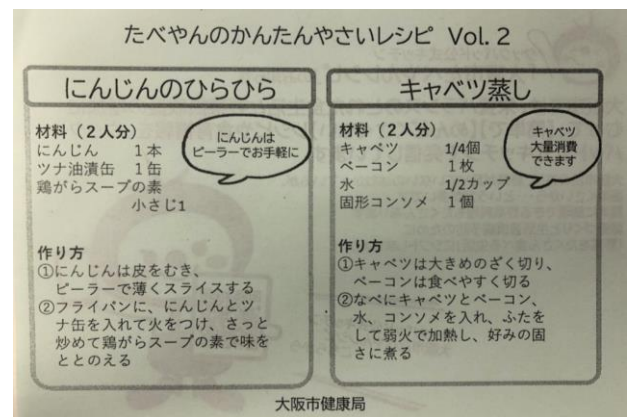 たべやんのかんたんやさいレシピ Vol. 2
にんじんのひらひら
材料（2人分）
にんじん 1本
ツナ油漬缶 1缶
鶏がらスープの素
小さじ1
にんじんは
ピーラーでお手軽に
作り方
①にんじんは皮をむき、
ピーラーで薄くスライスする
②フライパンに、にんじんとツ
ナ缶を入れて火をつけ、さっと
炒めて鶏がらスープの素で味を
ととのえる
キャベツ蒸し
材料（2人分）
キャベツ 1/4個
ベーコン 1枚
水 1/2カップ
固形コンソメ 1個
キャベツ
大量消費
できます
作り方
①キャベツは大きめのざく切り、
ベーコンは食べやすく切る
②なべにキャベツとベーコン、
水、コンソメを入れ、ふたを
して弱火で加熱し、好みの固
さに煮る
大阪市健康局